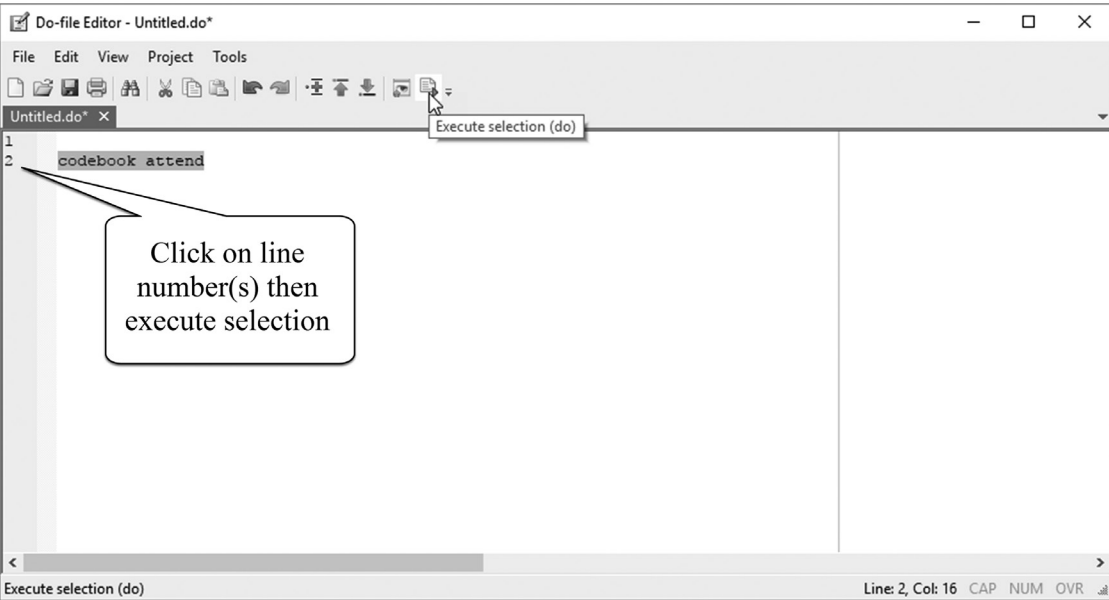 Do-file Editor - Untitled.do*
File Edit View Project Tools
Untitled.do*
Execute selection (do)
1
2 codebook attend
Click on line
number(s) then
execute selection
Execute selection (do) Line: 2, Col: 16 CAP NUM OVR